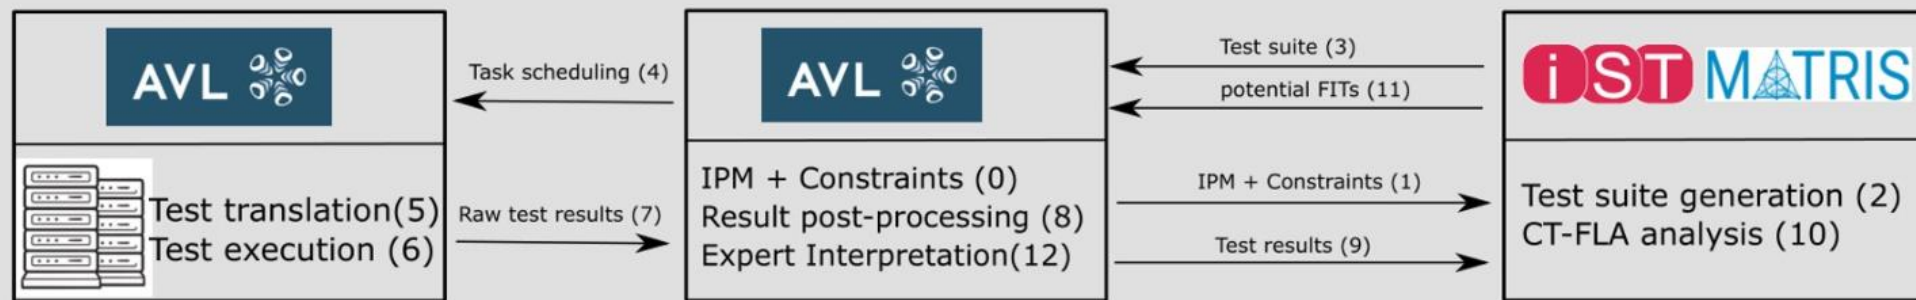 AVL
Test translation(5)
Test execution (6)
Task scheduling (4)
Raw test results (7)
AVL
IPM + Constraints (0)
Result post-processing (8)
Expert Interpretation(12)
Test suite (3)
potential FITs (11)
IPM + Constraints (1)
Test results (9)
iST MATRIS
Test suite generation (2)
CT-FLA analysis (10)